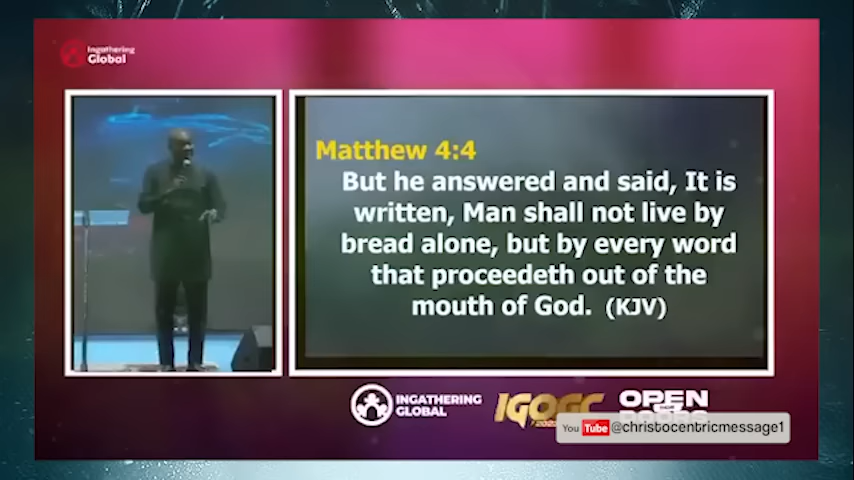 Ingathering
Global
Matthew 4:4
But he answered and said, It is
written, Man shall not live by
bread alone, but by every word
that proceedeth out of the
mouth of God. (KJV)
INGATHERING
GLOBAL
IGOGC
OPEN
You Tube @christocentricmessage1